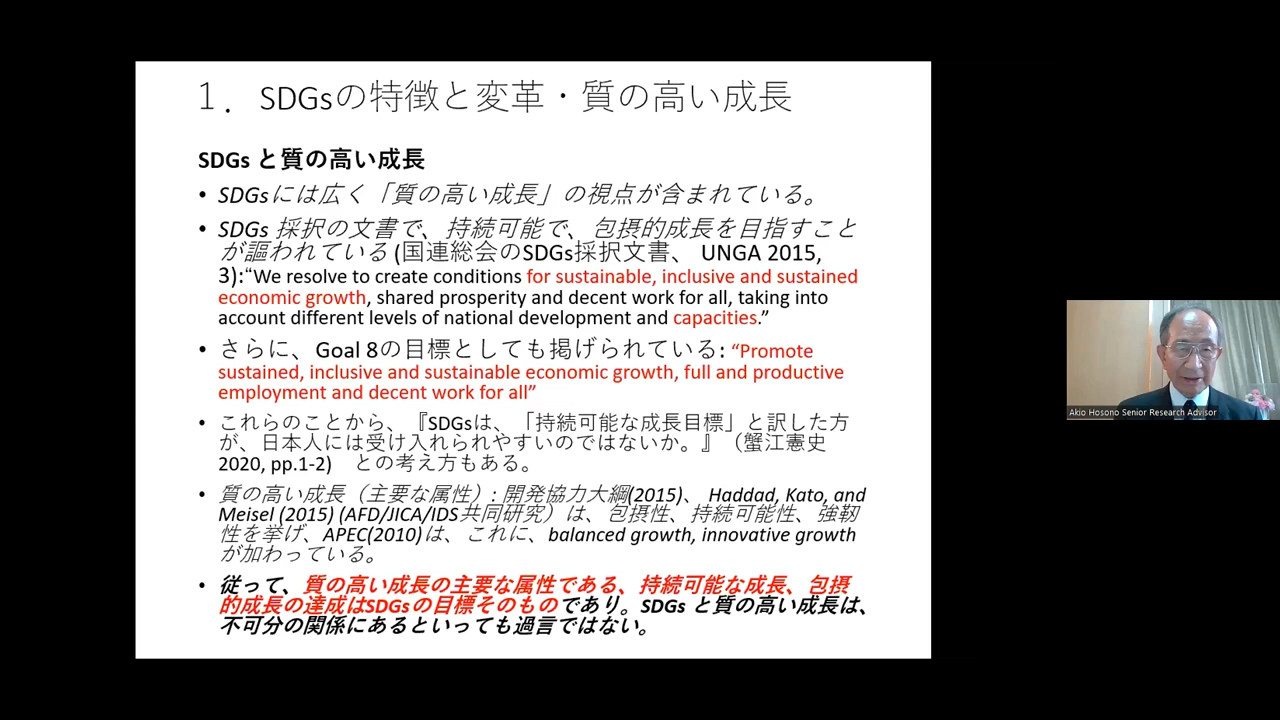 1．SDGsの特徴と変革・質の高い成長
SDGs と質の高い成長
• SDGsには広く「質の高い成長」の視点が含まれている。
• SDGs 採択の文書で、持続可能で、包摂的成長を目指すこと
が謳われている (国連総会のSDGs採択文書、 UNGA 2015,
3):“We resolve to create conditions for sustainable, inclusive and sustained
economic growth, shared prosperity and decent work for all, taking into
account different levels of national development and capacities.”
• さらに、Goal 8の目標としても掲げられている: “Promote
sustained, inclusive and sustainable economic growth, full and productive
employment and decent work for all”
• これらのことから、『SDGsは、「持続可能な成長目標」と訳した方
が、日本人には受け入れられやすいのではないか。』（蟹江憲史
2020, pp.1-2)　との考え方もある。
• 質の高い成長（主要な属性）: 開発協力大綱(2015)、 Haddad, Kato, and
Meisel (2015) (AFD/JICA/IDS共同研究）は、包摂性、持続可能性、強靭
性を挙げ、APEC(2010)は、これに、balanced growth, innovative growth
が加わっている。
• 従って、質の高い成長の主要な属性である、持続可能な成長、包摂
的成長の達成はSDGsの目標そのものであり。SDGs と質の高い成長は、
不可分の関係にあるといっても過言ではない。
Akio Hosono Senior Research Advisor